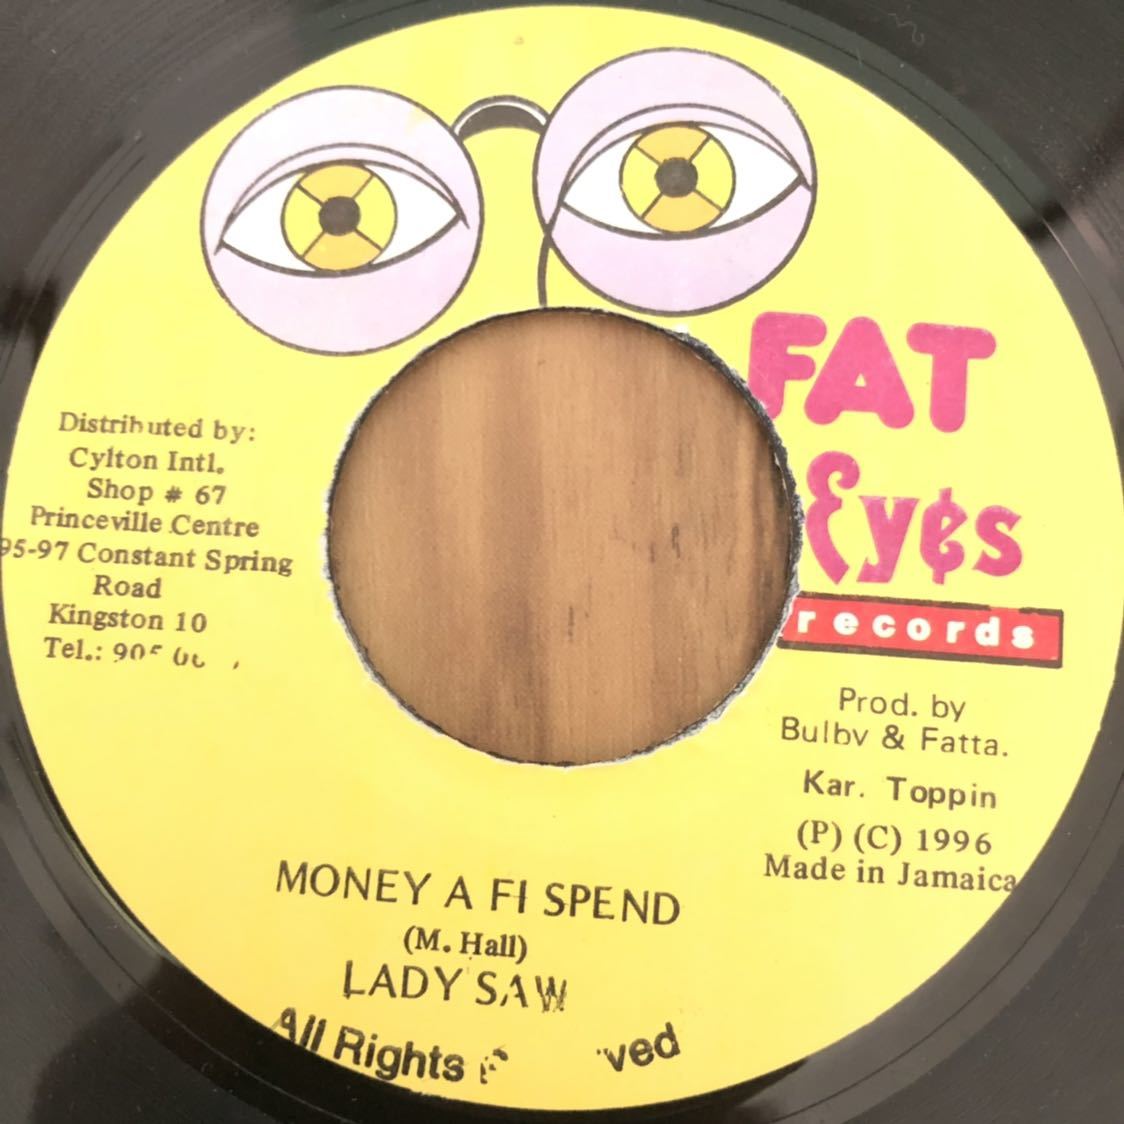 FAT
Eyes
records
Distributed by:
Cylton Intl.
Shop # 67
Princeville Centre
95-97 Constant Spring
Road
Kingston 10
Tel.:
Prod. by
Bulby & Fatta.
Kar. Toppin
(P) (C) 1996
Made in Jamaica
MONEY A FI SPEND
(M. Hall)
LADY SAW
All Rights